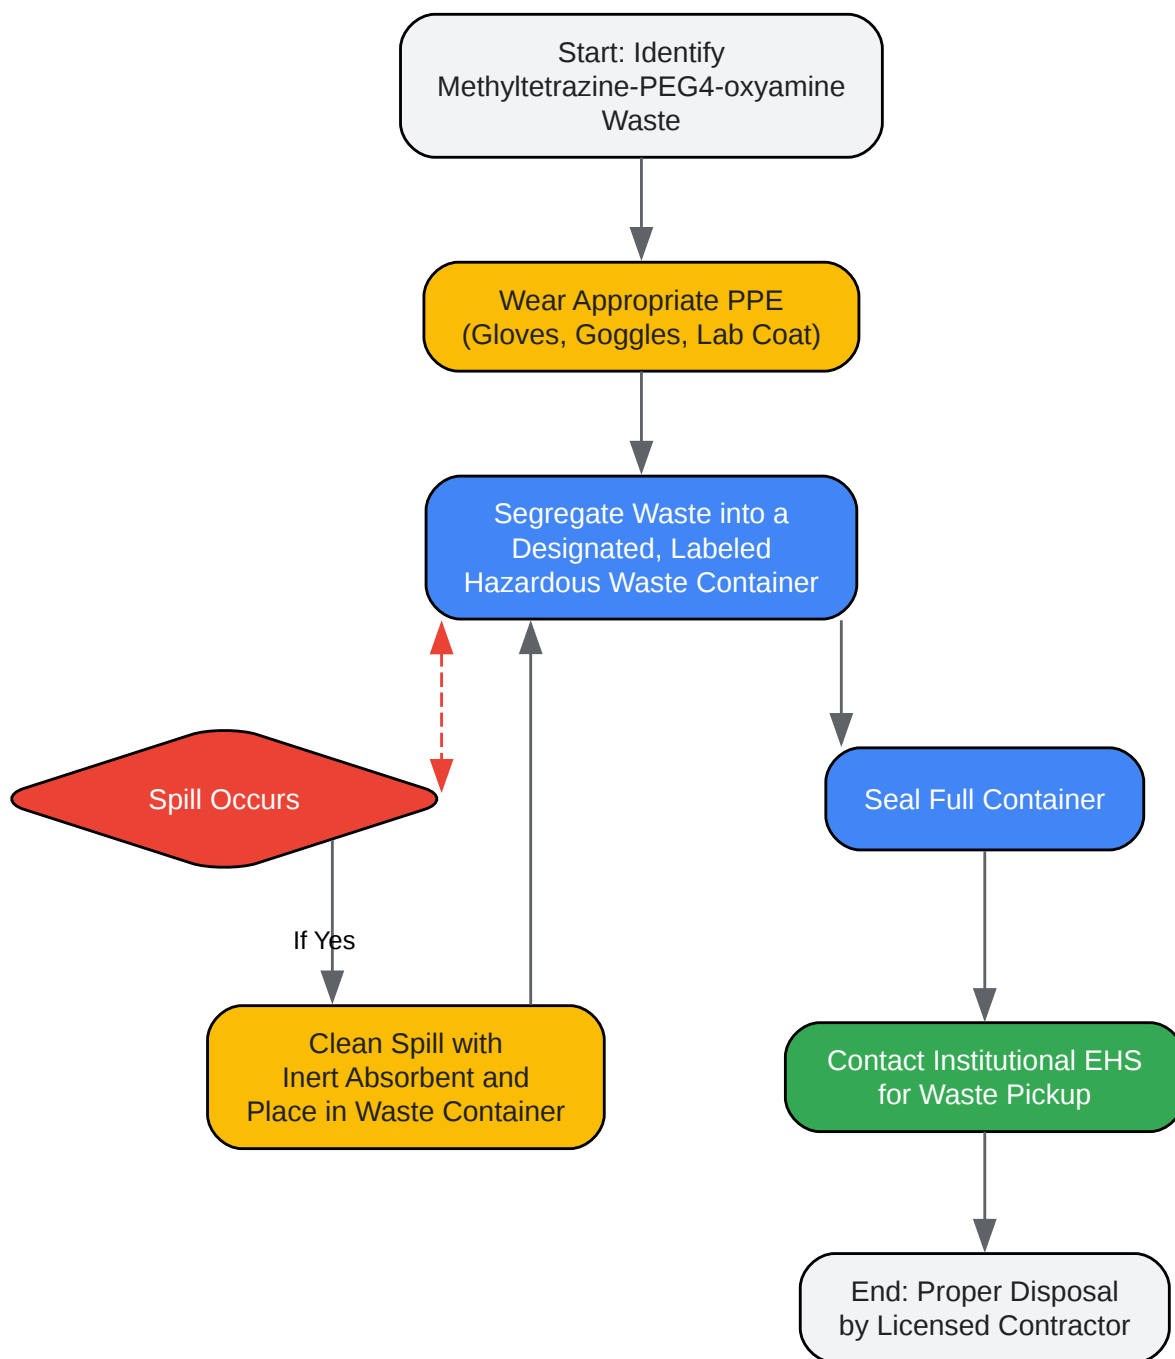 Start: Identify
Methyltetrazine-PEG4-oxyamine
Waste
Wear Appropriate PPE
(Gloves, Goggles, Lab Coat)
Segregate Waste into a
Designated, Labeled
Hazardous Waste Container
Spill Occurs
Seal Full Container
If Yes
Clean Spill with
Inert Absorbent and
Place in Waste Container
Contact Institutional EHS
for Waste Pickup
End: Proper Disposal
by Licensed Contractor